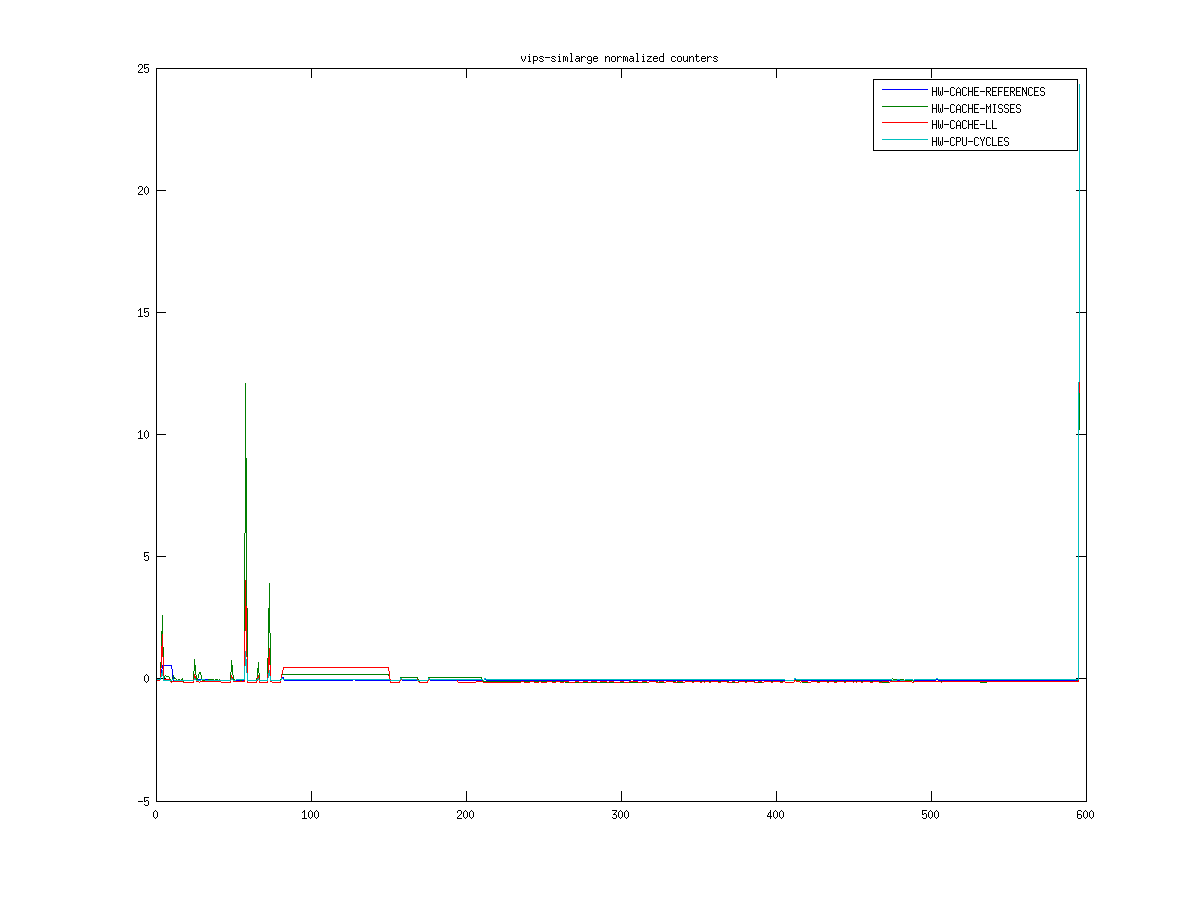 vips-simlarge normalized counters
25
HW-CACHE-REFERENCES
HW-CACHE-MISSES
HW-CACHE-LL
HW-CPU-CYCLES
20
15
10
5
0
-5
0 100 200 300 400 500 600